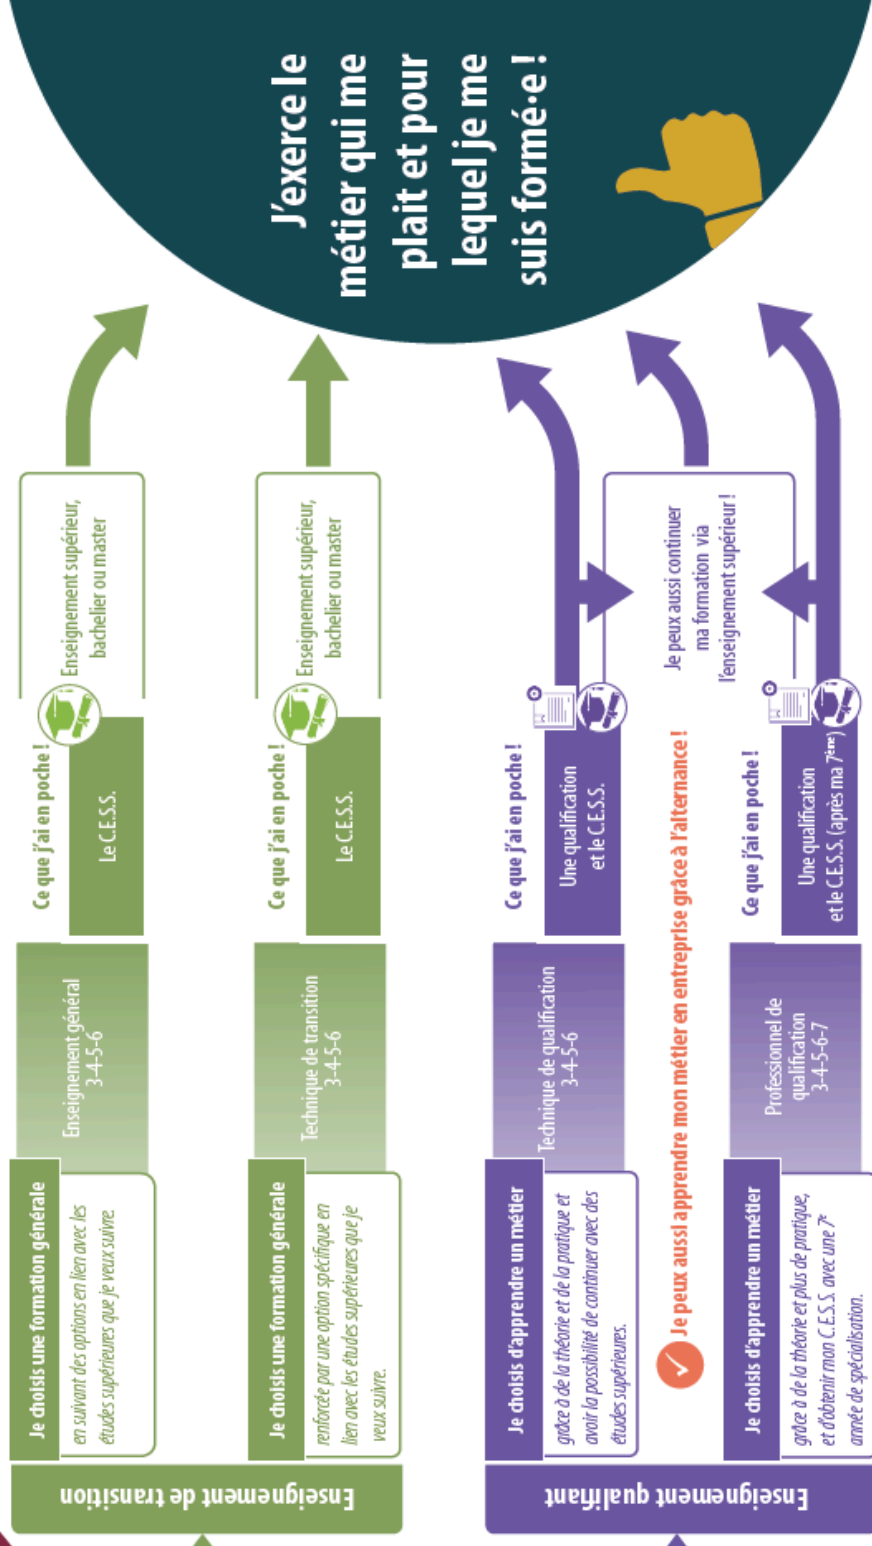 Enseignement de transition
Je choisis une formation générale
en suivant des options en lien avec les
études supérieures que je veux suivre.
Enseignement général
3-4-5-6
Ce que j'ai en poche !
Le C.E.S.S.
Enseignement supérieur,
bachelier ou master
Je choisis une formation générale
renforcée par une option spécifique en
lien avec les études supérieures que je
veux suivre.
Technique de transition
3-4-5-6
Ce que j'ai en poche !
Le C.E.S.S.
Enseignement supérieur,
bachelier ou master
Enseignement qualifiant
Je choisis d'apprendre un métier
grâce à de la théorie et de la pratique et
avoir la possibilité de continuer avec des
études supérieures.
Technique de qualification
3-4-5-6
Ce que j'ai en poche !
Une qualification
et le C.E.S.S.
Je peux aussi apprendre mon métier en entreprise grâce à l'alternance !
Je peux aussi continuer
ma formation via
l'enseignement supérieur !
Je choisis d'apprendre un métier
grâce à de la théorie et plus de pratique,
et d'obtenir mon C.E.S.S. avec une 7e
année de spécialisation.
Professionnel de
qualification
3-4-5-6-7
Ce que j'ai en poche !
Une qualification
et le C.E.S.S. (après ma 7ème)
J'exerce le
métier qui me
plait et pour
lequel je me
suis formé·e !